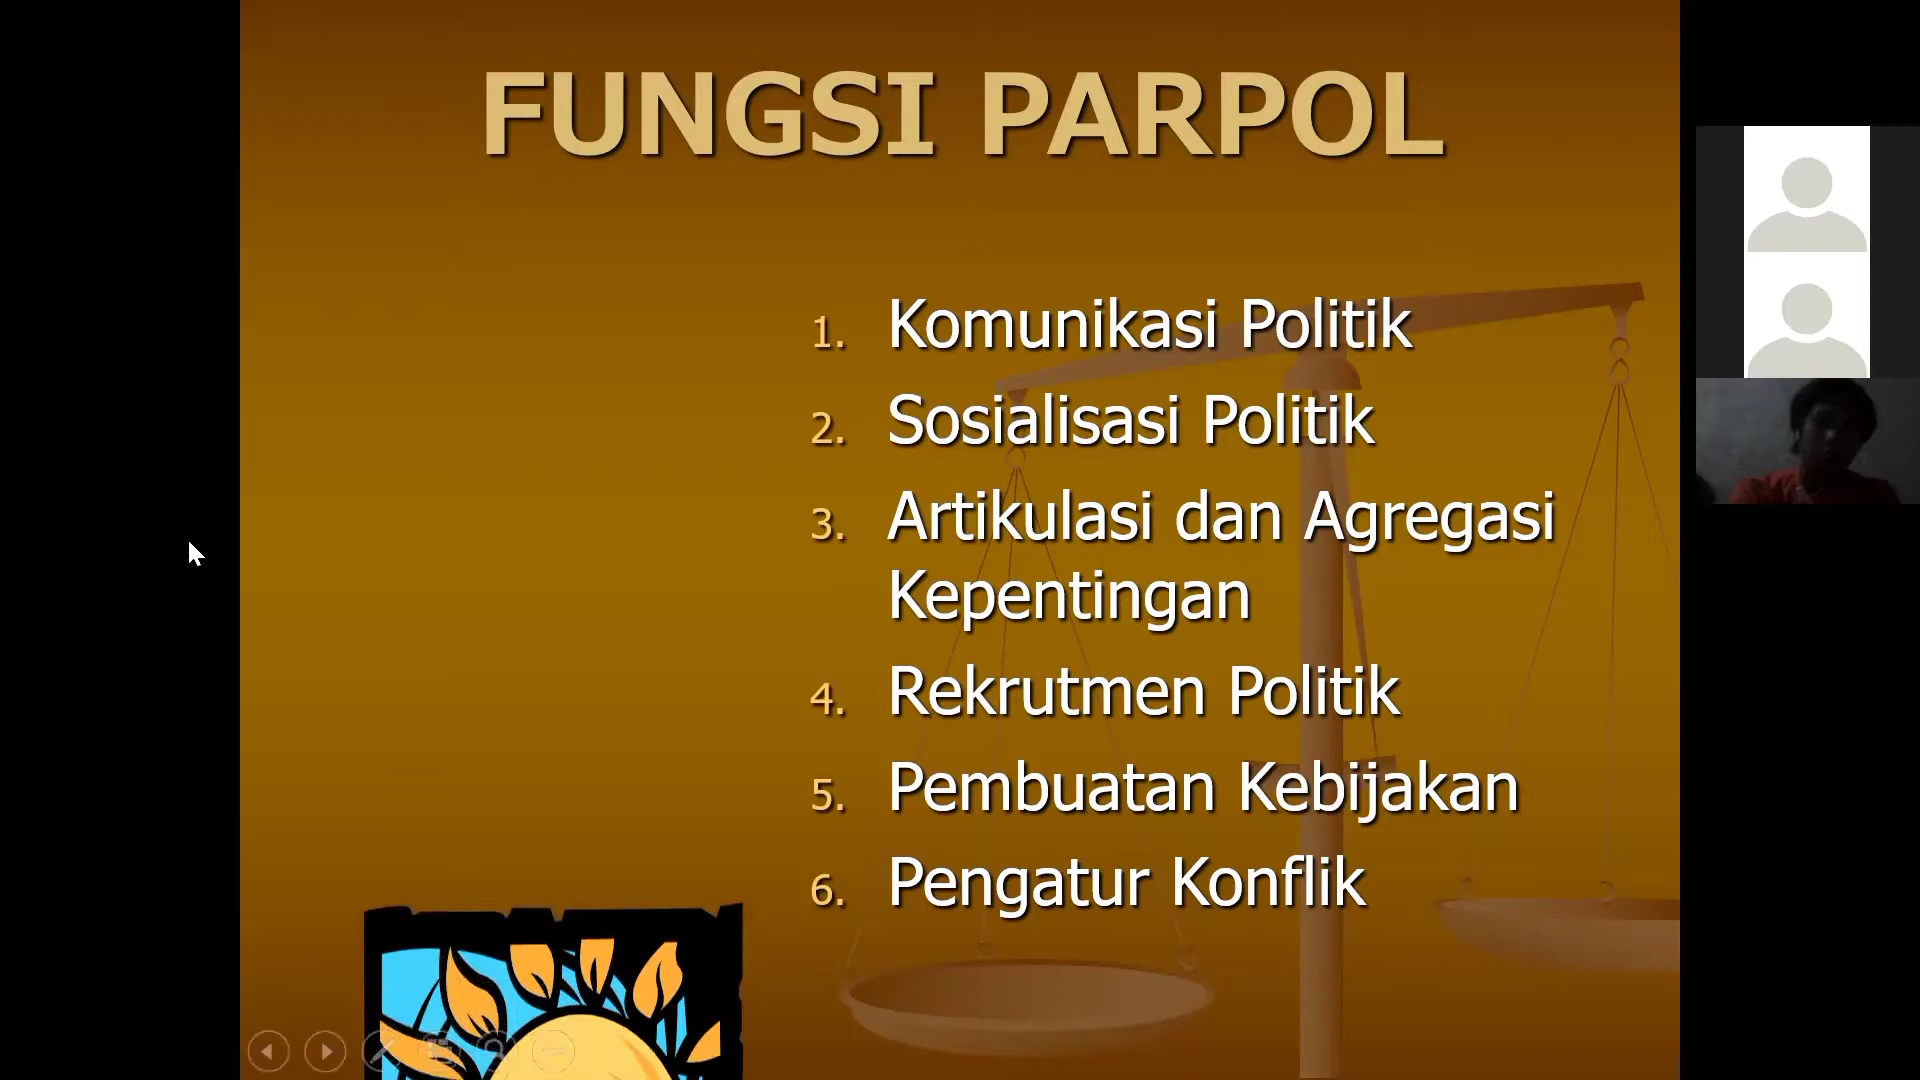 FUNGSI PARPOL
1. Komunikasi Politik
2. Sosialisasi Politik
3. Artikulasi dan Agregasi
Kepentingan
4. Rekrutmen Politik
5. Pembuatan Kebijakan
6. Pengatur Konflik